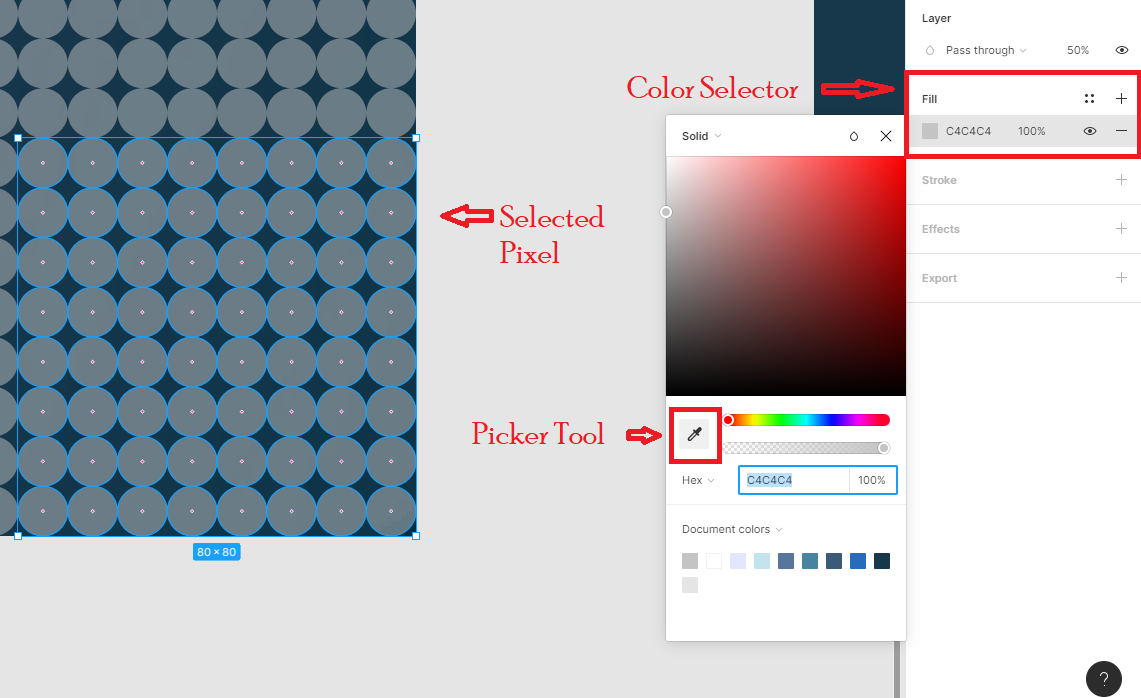 Layer
Pass through 50%
Color Selector
Fill
C4C4C4 100%
Solid
Stroke
Selected
Pixel
Effects
Export
Picker Tool
Hex C4C4C4 100%
Document colors
80 × 80
?